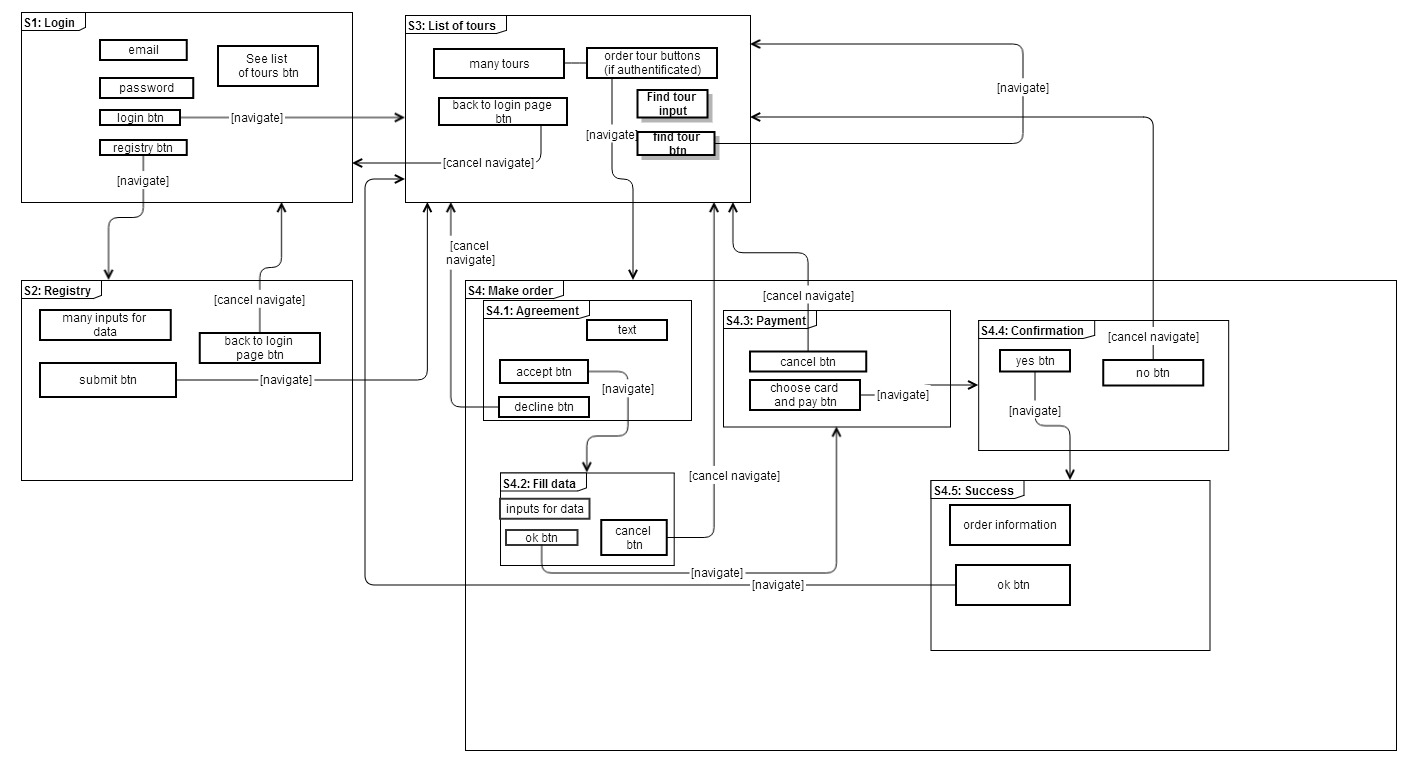 S1: Login
email
See list
of tours btn
password
login btn
[navigate]
registry btn
[navigate]
S3: List of tours
many tours
order tour buttons
(if authentificated)
back to login page
btn
Find tour
input
[navigate]
find tour
btn
[cancel navigate]
[navigate]
[cancel
navigate]
S2: Registry
[cancel navigate]
many inputs for
data
back to login
page btn
submit btn
[navigate]
S4: Make order
S4.1: Agreement
text
accept btn
[navigate]
decline btn
S4.2: Fill data
inputs for data
ok btn
cancel
btn
[cancel navigate]
[navigate]
[cancel navigate]
S4.3: Payment
cancel btn
choose card
and pay btn
[navigate]
S4.4: Confirmation
[cancel navigate]
yes btn
no btn
[navigate]
S4.5: Success
order information
ok btn
[navigate]